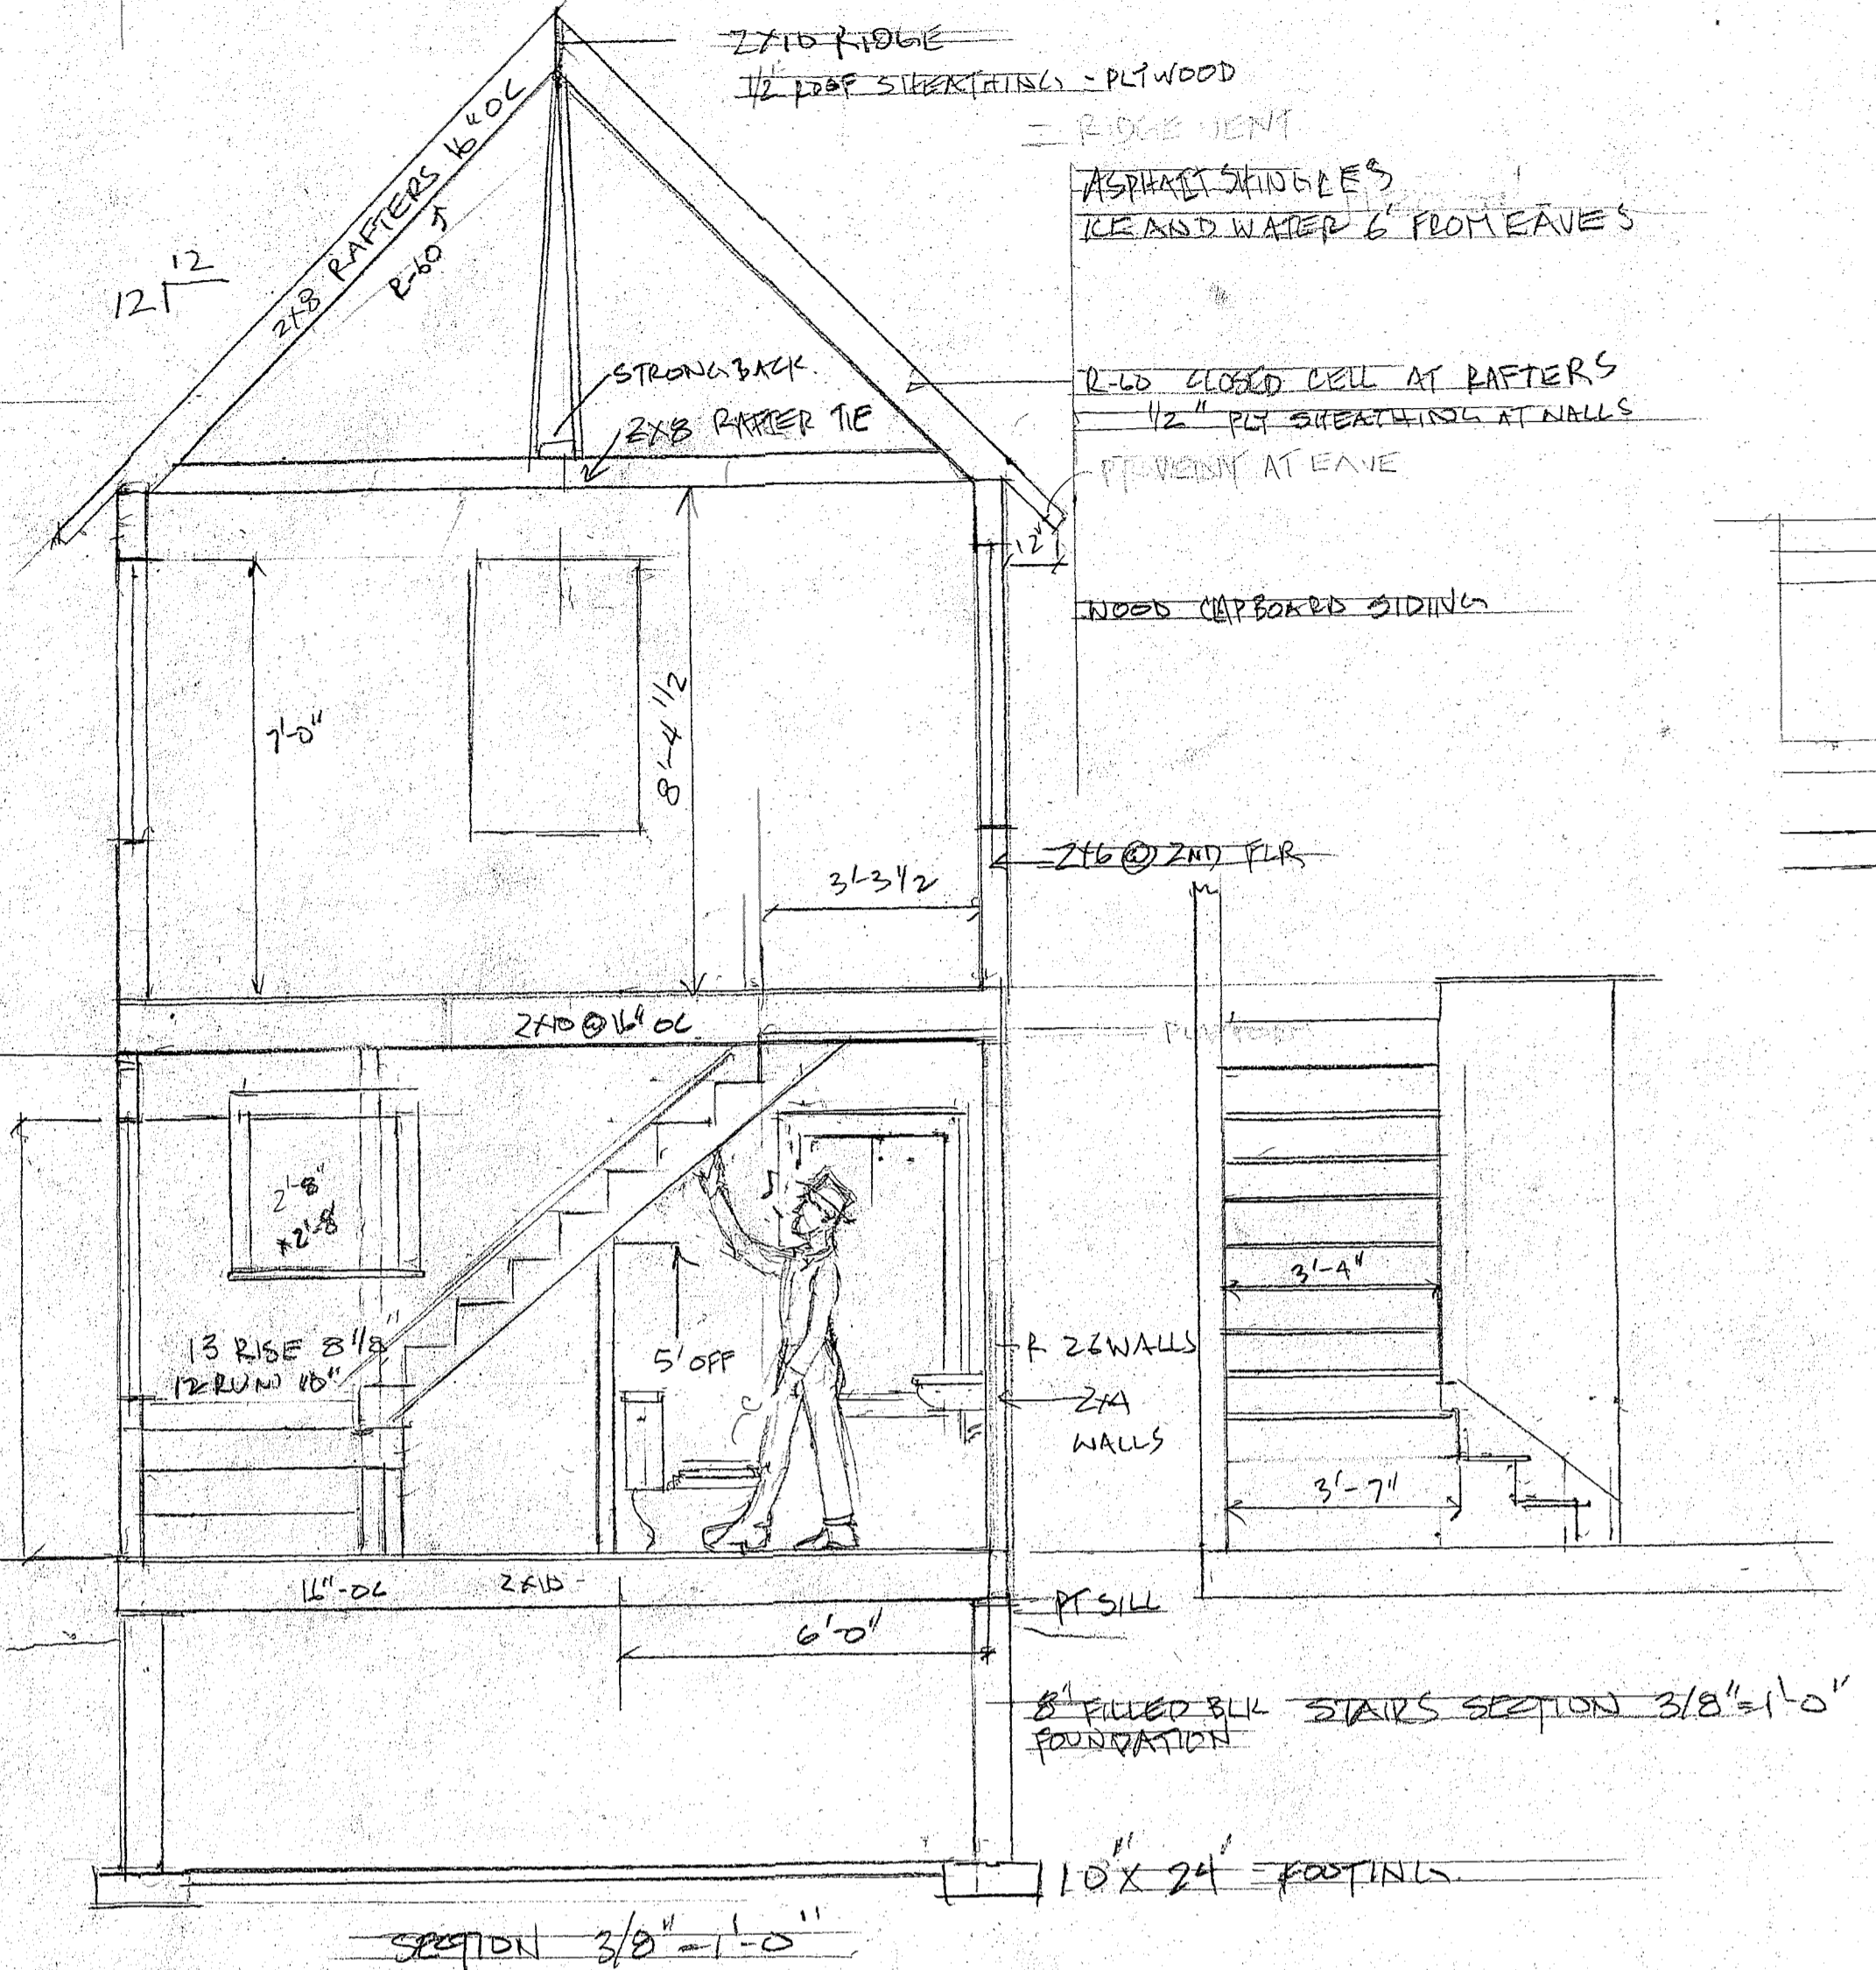 2X10 RIDGE
1/2" ROOF SHEATHING - PLYWOOD
= RIDGE VENT
ASPHALT SHINGLES
ICE AND WATER 6' FROM EAVES
2X8 RAFTERS 16" OC
R-60
12
12
STRONGBACK.
2X8 RAFTER TIE
R-60 CLOSED CELL AT RAFTERS
1/2" PLY SHEATHING AT WALLS
VENT AT EAVE
12"
WOOD CLAPBOARD SIDING
7'-0"
8'-4 1/2
2X6 @ 2ND FLR
3'-3 1/2
2X10 @ 16" OC
2'-8"
x 2'-8"
13 RISE 8 1/8"
12 RUN 10"
5' OFF
R 26 WALLS
2X4
WALLS
3'-4"
3'-7"
16"-OC 2X10 -
PT SILL
6'-0"
8" FILLED BLK
FOUNDATION
STAIRS SECTION 3/8"=1'-0"
10" X 24" FOOTING
SECTION 3/8"-1'-0"